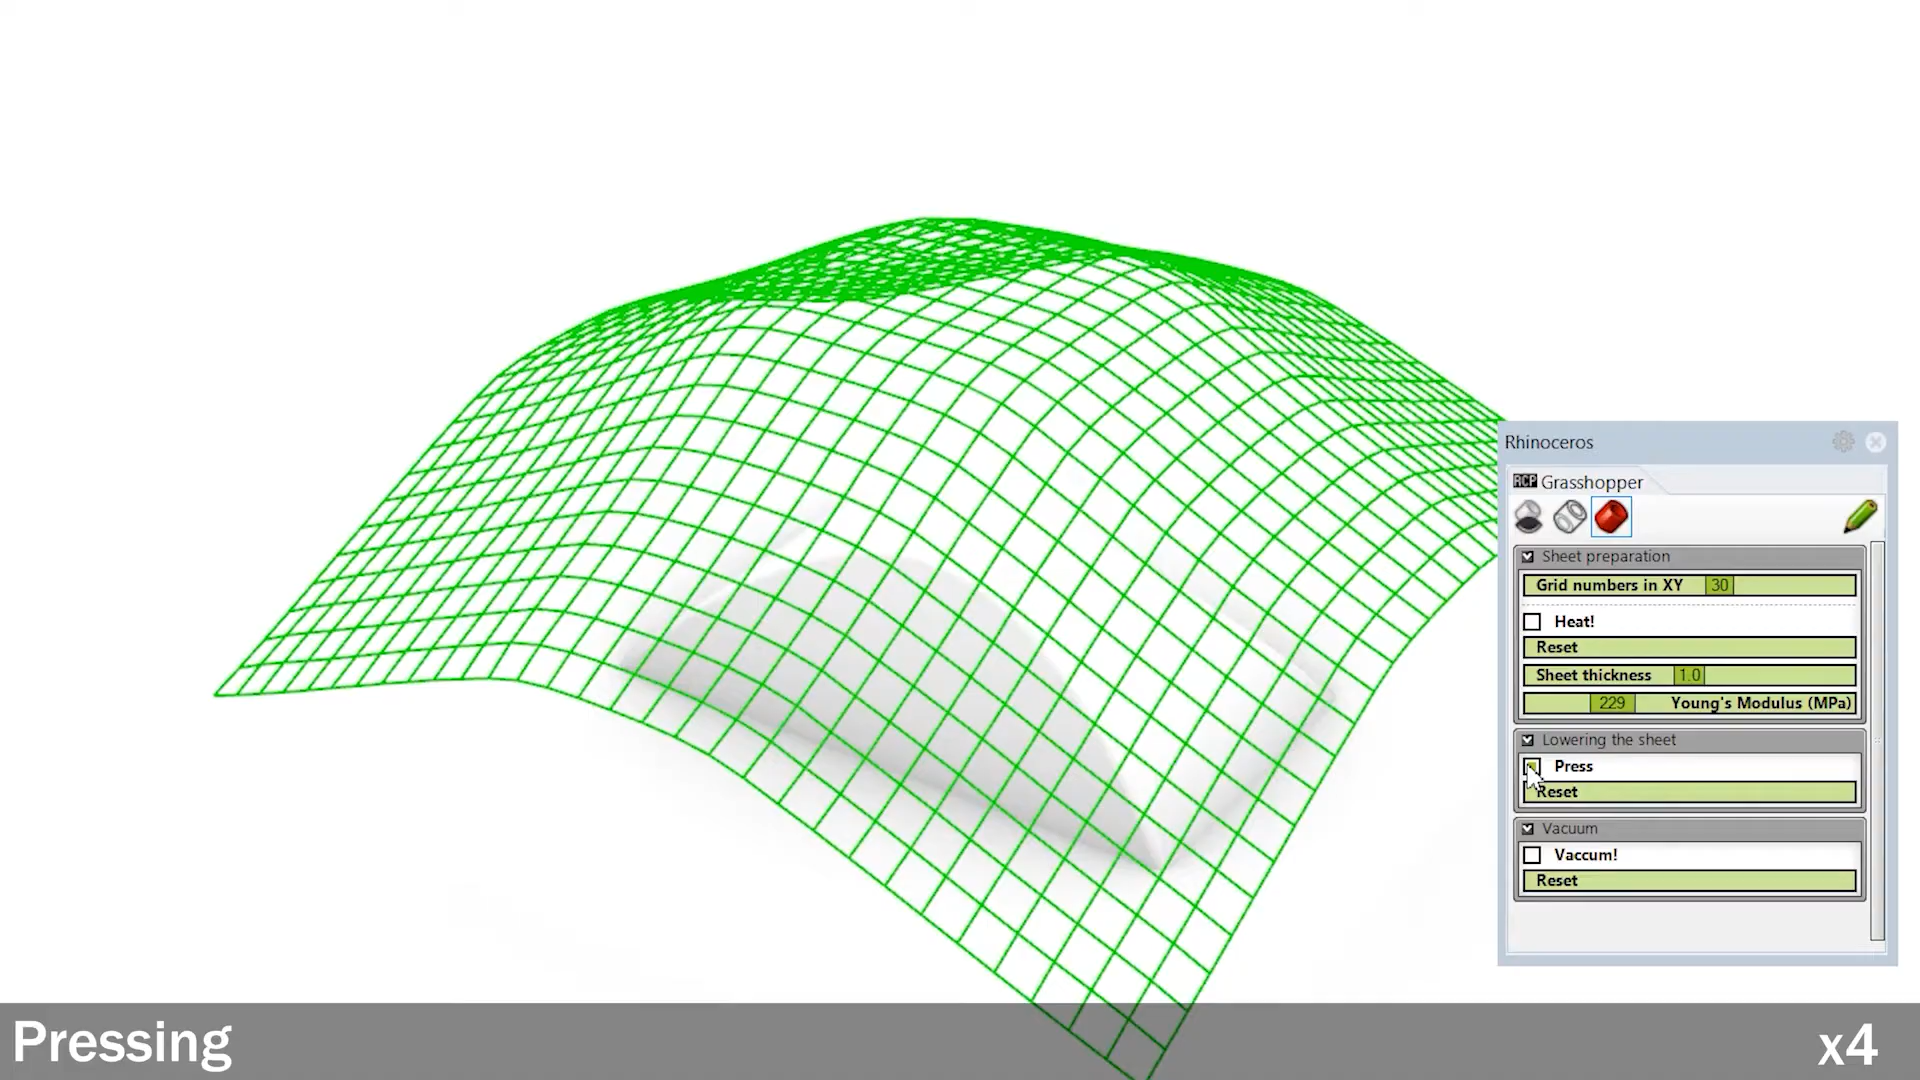 Rhinoceros
RCP Grasshopper
Sheet preparation
Grid numbers in XY 30
Heat!
Reset
Sheet thickness 1.0
229 Young's Modulus (MPa)
Lowering the sheet
Press
Reset
Vacuum
Vaccum!
Reset
Pressing
x4